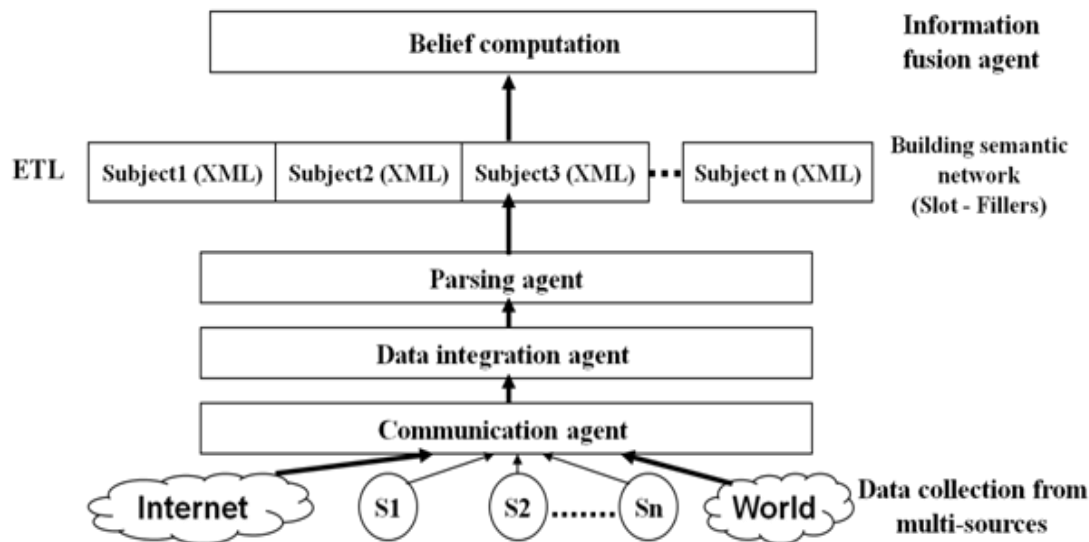 Belief computation
Information
fusion agent
ETL
Subject1 (XML)
Subject2 (XML)
Subject3 (XML)
Subject n (XML)
Building semantic
network
(Slot - Fillers)
Parsing agent
Data integration agent
Communication agent
Internet
S1
S2
Sn
World
Data collection from
multi-sources